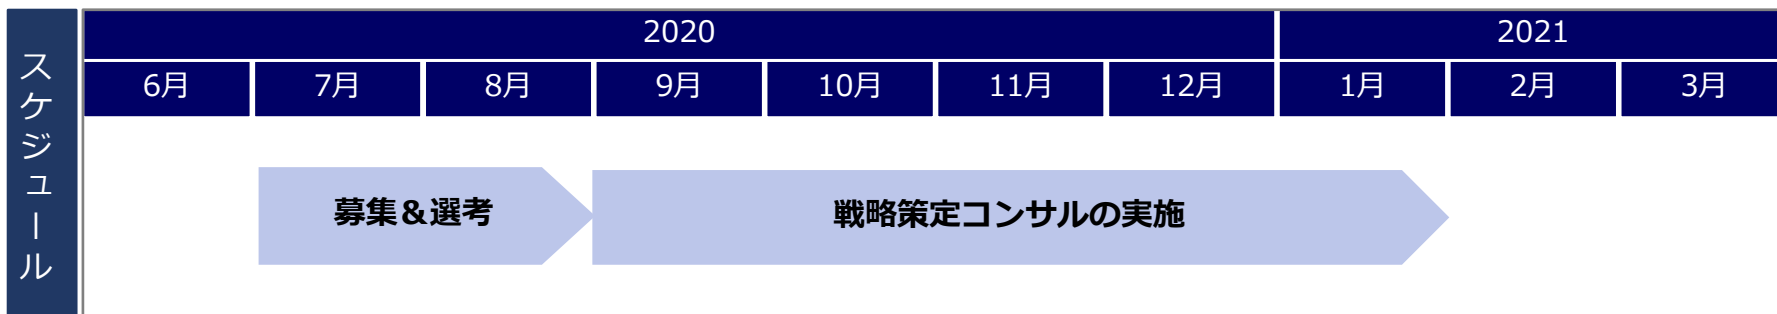 スケジュール
2020
2021
6月
7月
8月
9月
10月
11月
12月
1月
2月
3月
募集＆選考
戦略策定コンサルの実施